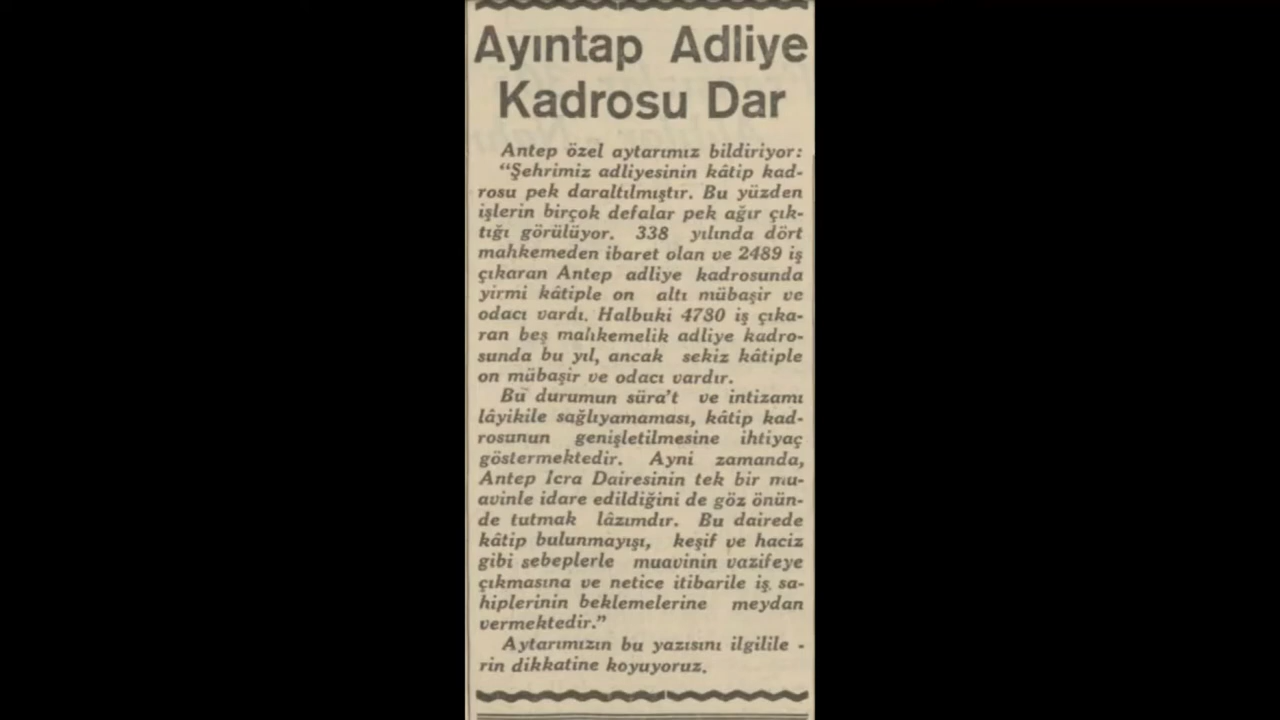 Ayıntap Adliye
Kadrosu Dar
Antep özel aytarımız bildiriyor:
“Şehrimiz adliyesinin kâtip kad-
rosu pek daraltılmıştır. Bu yüzden
işlerin birçok defalar pek ağır çık-
tığı görülüyor. 338 yılında dört
mahkemeden ibaret olan ve 2489 iş
çıkaran Antep adliye kadrosunda
yirmi kâtiple on altı mübaşir ve
odacı vardı. Halbuki 4780 iş çıka-
ran beş mahkemelik adliye kadro-
sunda bu yıl, ancak sekiz kâtiple
on mübaşir ve odacı vardır.
Bu durumun süra’t ve intizamı
lâyikile sağlıyamaması, kâtip kad-
rosunun genişletilmesine ihtiyaç
göstermektedir. Ayni zamanda,
Antep Icra Dairesinin tek bir mu-
avinle idare edildiğini de göz önün-
de tutmak lâzımdır. Bu dairede
kâtip bulunmayışı, keşif ve haciz
gibi sebeplerle muavinin vazifeye
çıkmasına ve netice itibarile iş sa-
hiplerinin beklemelerine meydan
vermektedir.”
Aytarımızın bu yazısını ilgilile -
rin dikkatine koyuyoruz.